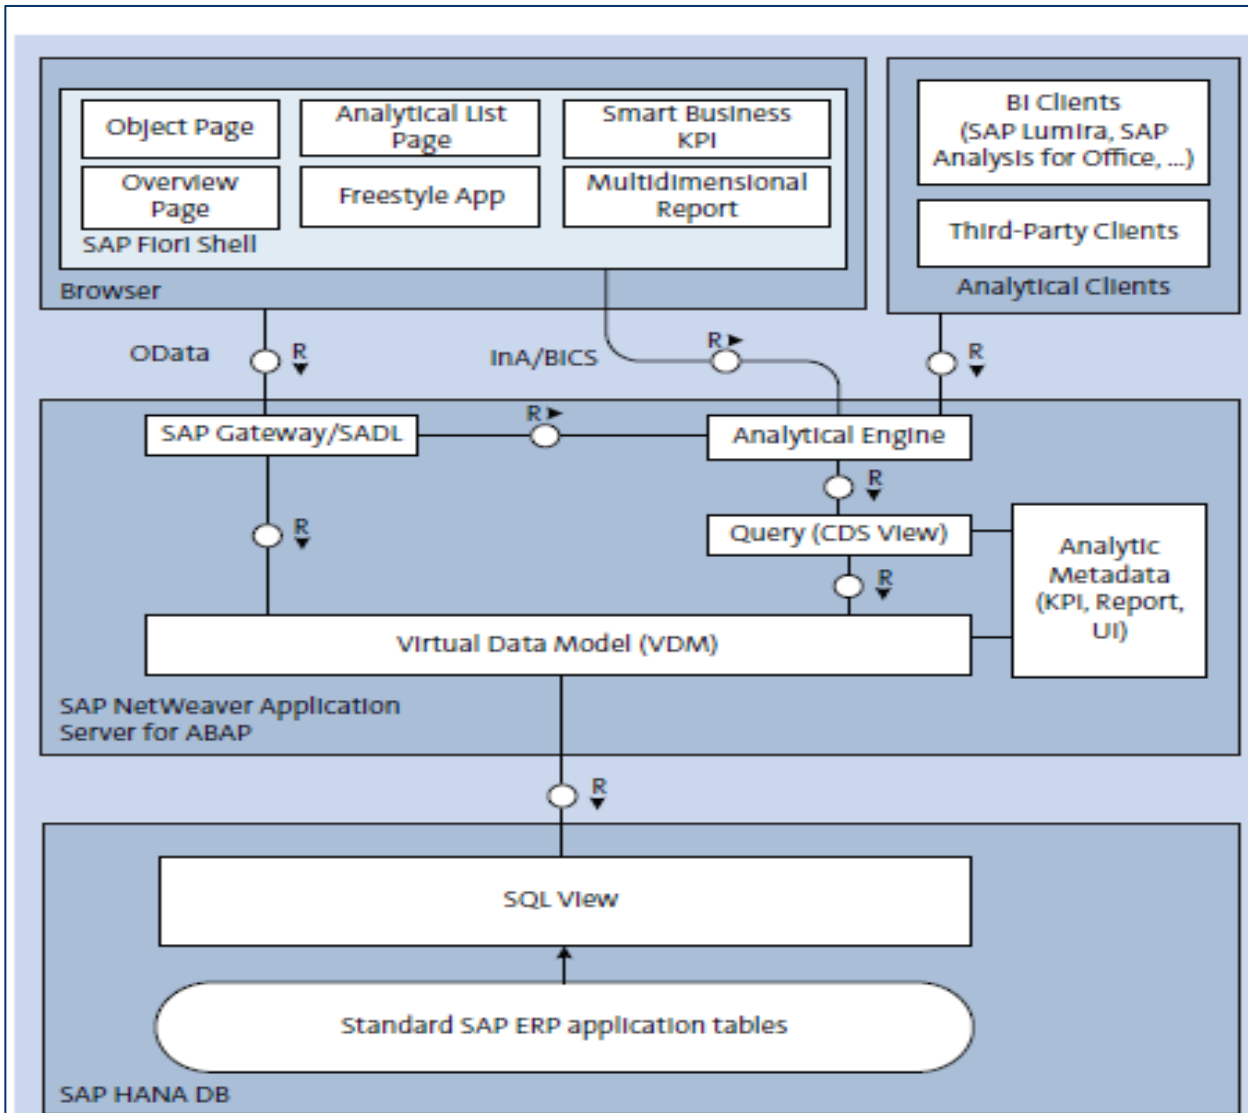 Object Page
Analytical List
Page
Smart Business
KPI
Overview
Page
Freestyle App
Multidimensional
Report
SAP Fiori Shell
Browser
BI Clients
(SAP Lumira, SAP
Analysis for Office, ...)
Third-Party Clients
Analytical Clients
OData
R
InA/BICS
R
R
SAP Gateway/SADL
R
Analytical Engine
R
R
Query (CDS View)
R
Analytic
Metadata
(KPI, Report,
UI)
Virtual Data Model (VDM)
SAP NetWeaver Application
Server for ABAP
R
SQL View
Standard SAP ERP application tables
SAP HANA DB